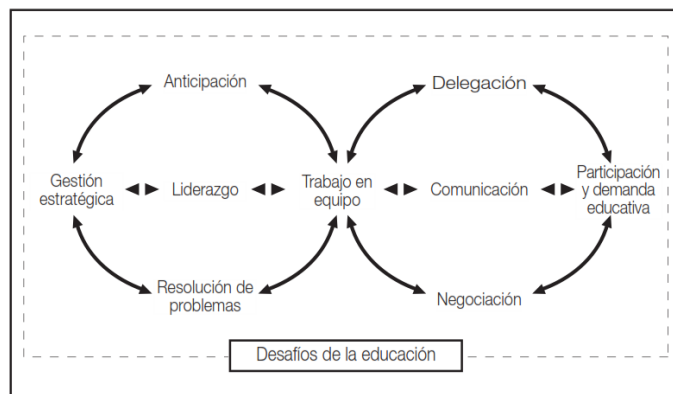 Anticipación
Delegación
Gestión
estratégica
Liderazgo
Trabajo en
equipo
Comunicación
Participación
y demanda
educativa
Resolución de
problemas
Negociación
Desafíos de la educación